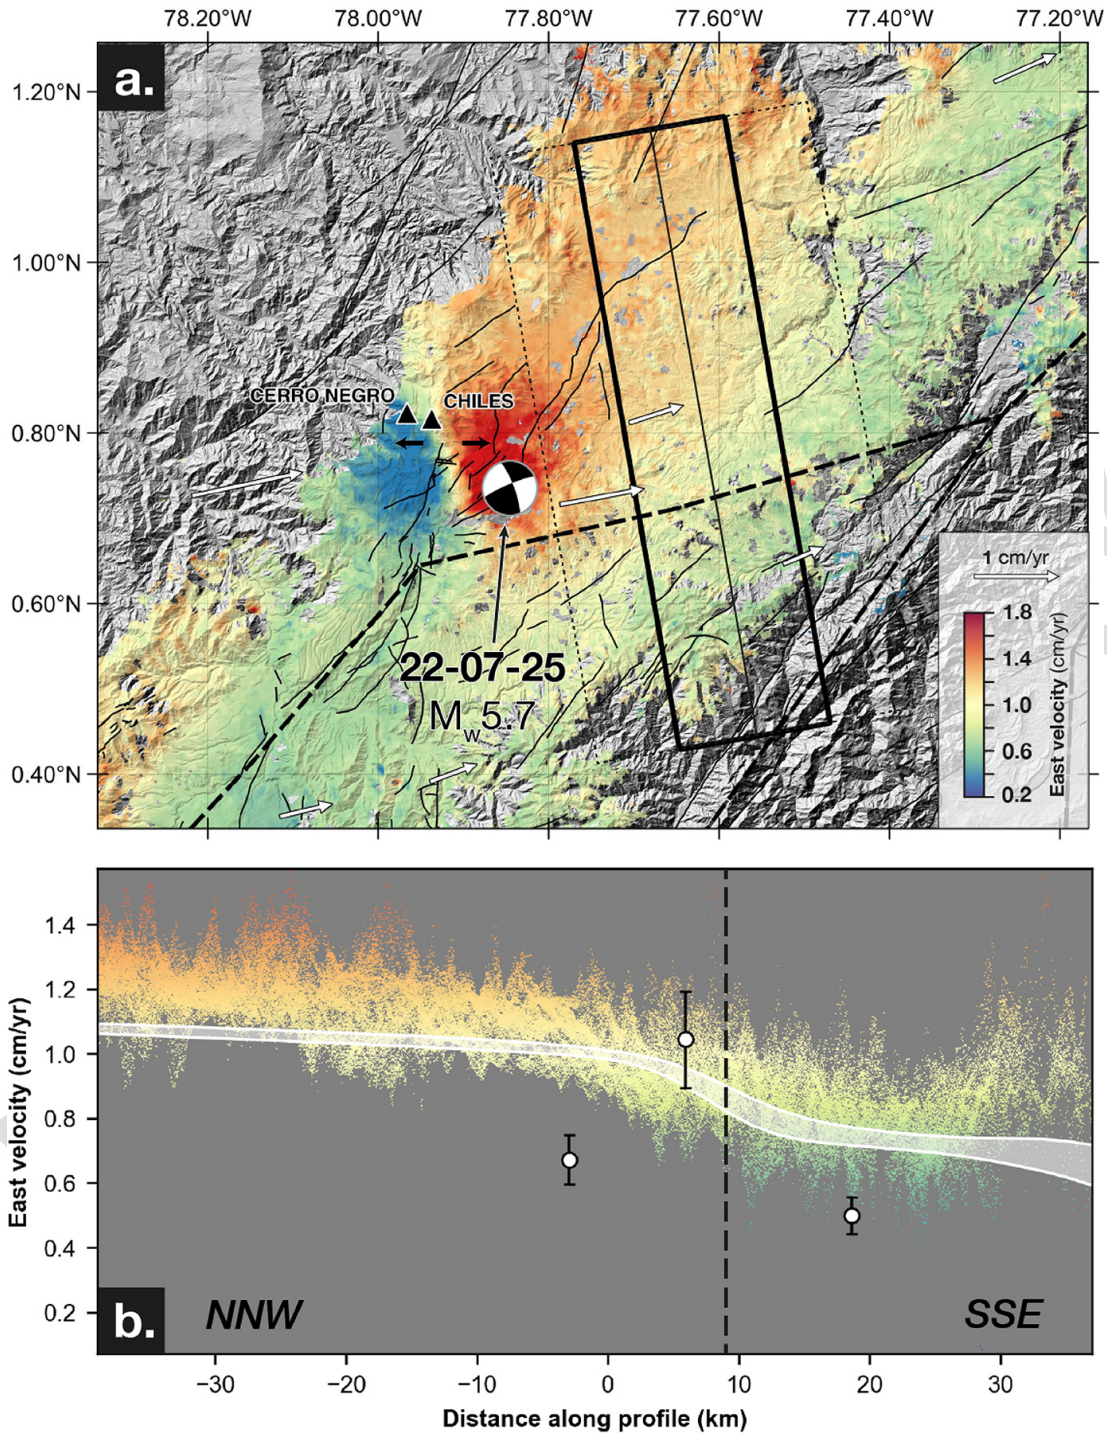 78.20°W 78.00°W 77.80°W 77.60°W 77.40°W 77.20°W
a.
1.20°N
1.00°N
0.80°N
0.60°N
0.40°N
CERRO NEGRO
CHILES
22-07-25
Mw 5.7
1 cm/yr
1.8
1.4
1.0
0.6
0.2
East velocity (cm/yr)
1.4
1.2
1.0
0.8
0.6
0.4
0.2
East velocity (cm/yr)
b.
NNW
SSE
−30 −20 −10 0 10 20 30
Distance along profile (km)